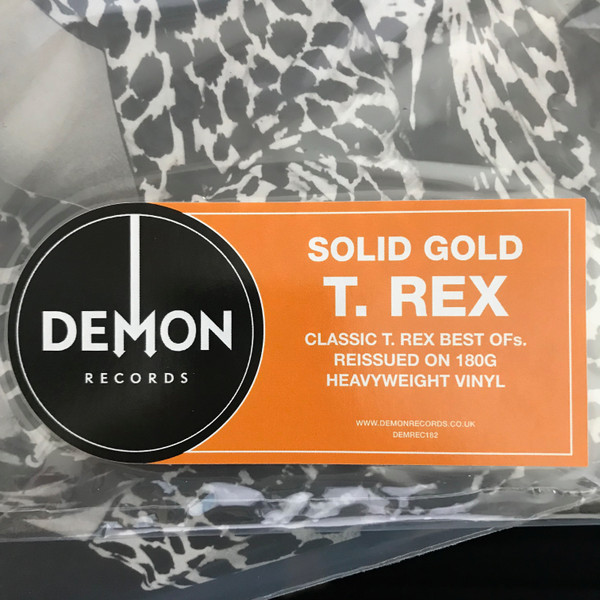 DEMON
RECORDS
SOLID GOLD
T. REX
CLASSIC T. REX BEST OFs.
REISSUED ON 180G
HEAVYWEIGHT VINYL
WWW.DEMONRECORDS.CO.UK
DEMREC182